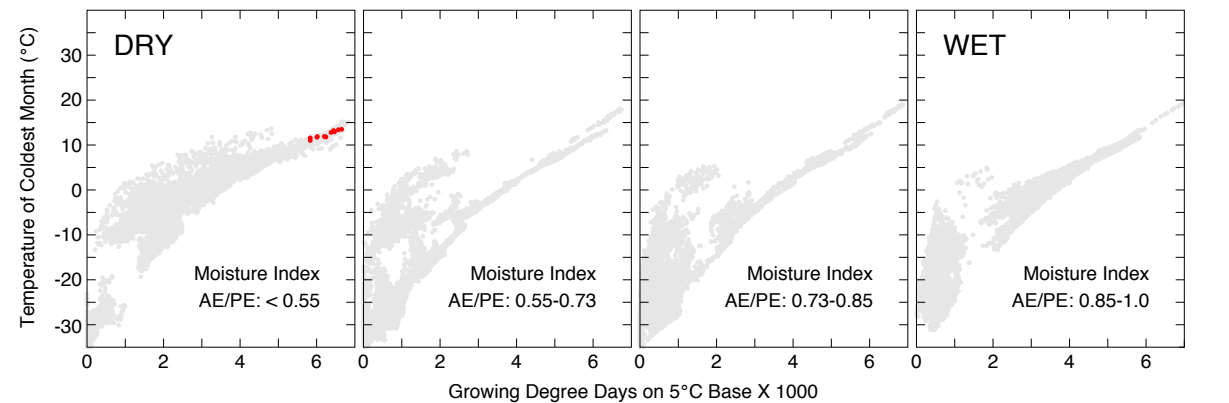 Temperature of Coldest Month (°C)
30
20
10
0
-10
-20
-30
DRY
Moisture Index
AE/PE: < 0.55
0
2
4
6
Moisture Index
AE/PE: 0.55-0.73
0
2
4
6
Moisture Index
AE/PE: 0.73-0.85
0
2
4
6
WET
Moisture Index
AE/PE: 0.85-1.0
0
2
4
6
Growing Degree Days on 5°C Base X 1000